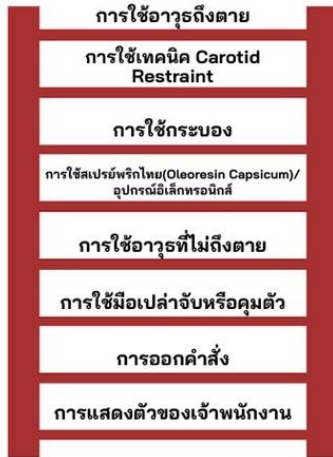 การใช้อาวุธถึงตาย
การใช้เทคนิค Carotid
Restraint
การใช้กระบอง
การใช้สเปรย์พริกไทย(Oleoresin Capsicum)/
อุปกรณ์อิเล็กทรอนิกส์
การใช้อาวุธที่ไม่ถึงตาย
การใช้มือเปล่าจับหรือคุมตัว
การออกคำสั่ง
การแสดงตัวของเจ้าพนักงาน